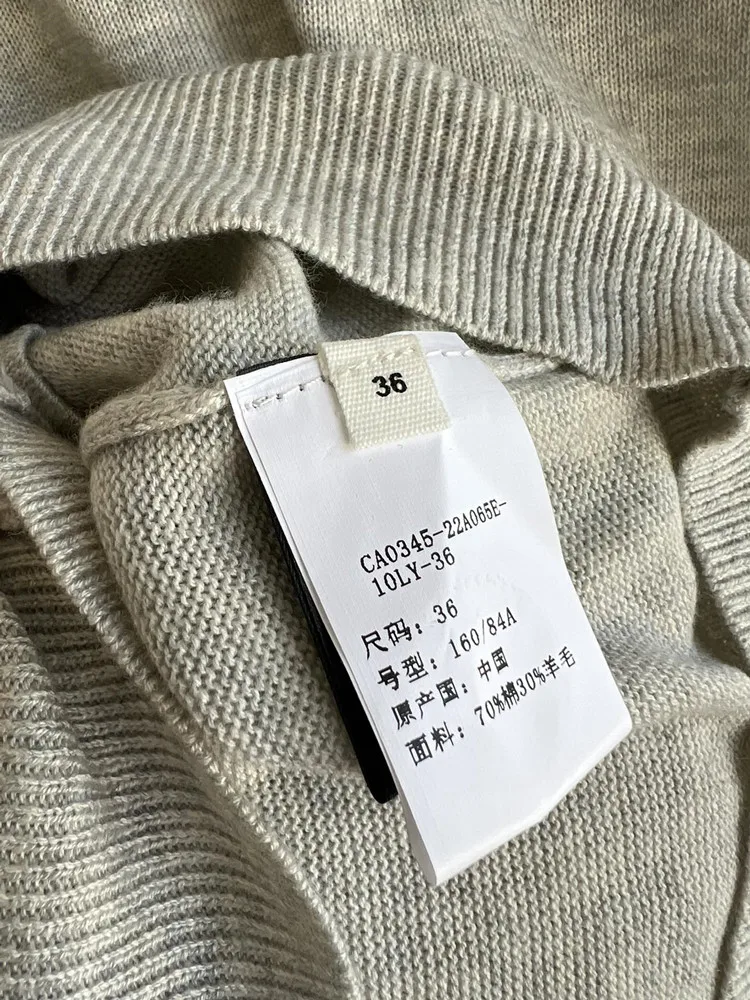 36
CA0345-22A065E-
10LY-36
尺码: 36
号型: 160/84A
原产国: 中国
面料: 70%棉30%羊毛